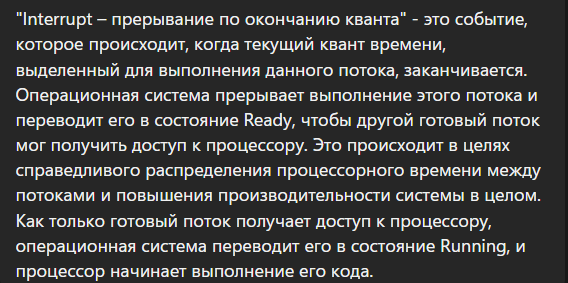 "Interrupt – прерывание по окончанию кванта" - это событие,
которое происходит, когда текущий квант времени,
выделенный для выполнения данного потока, заканчивается.
Операционная система прерывает выполнение этого потока и
переводит его в состояние Ready, чтобы другой готовый поток
мог получить доступ к процессору. Это происходит в целях
справедливого распределения процессорного времени между
потоками и повышения производительности системы в целом.
Как только готовый поток получает доступ к процессору,
операционная система переводит его в состояние Running, и
процессор начинает выполнение его кода.